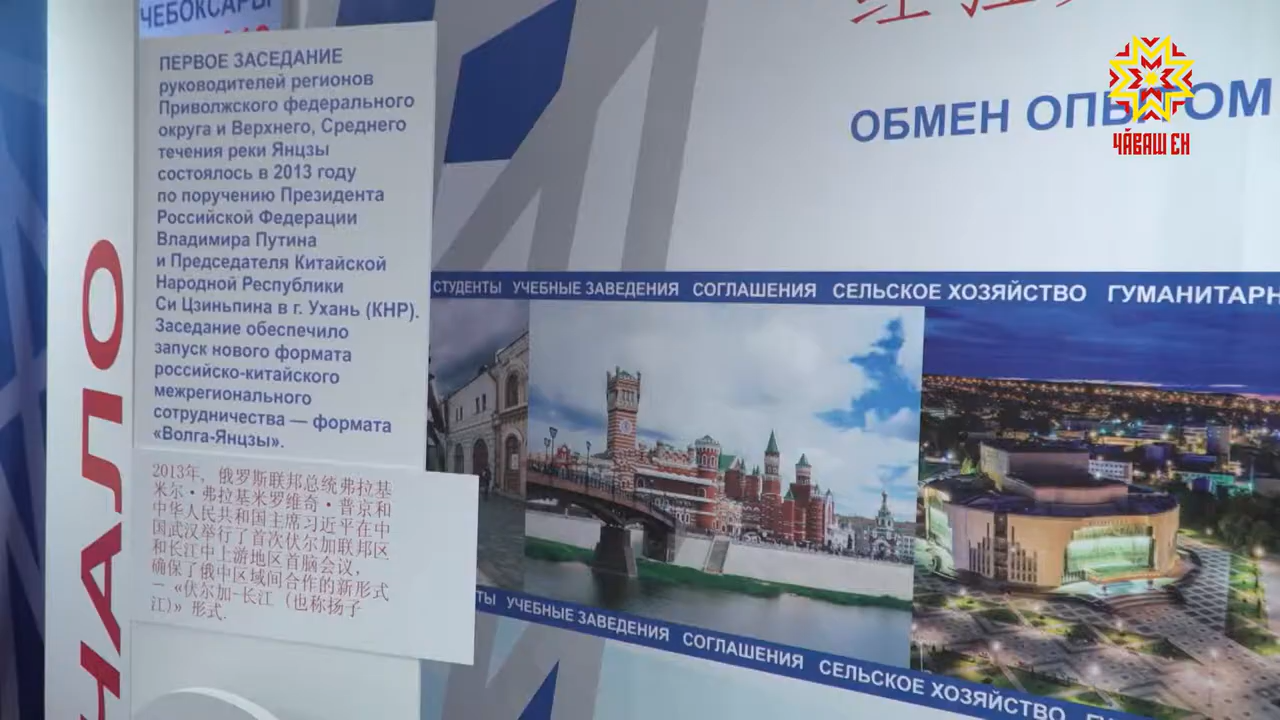 ЧЕБОКСАРЫ
ПЕРВОЕ ЗАСЕДАНИЕ
руководителей регионов
Приволжского федерального
округа и Верхнего, Среднего
течения реки Янцзы
состоялось в 2013 году
по поручению Президента
Российской Федерации
Владимира Путина
и Председателя Китайской
Народной Республики
Си Цзиньпина в г. Ухань (КНР).
Заседание обеспечило
запуск нового формата
российско-китайского
межрегионального
сотрудничества — формата
«Волга-Янцзы».
2013年, 俄罗斯联邦总统弗拉基
米尔·弗拉基米罗维奇·普京和
中华人民共和国主席习近平在中
国武汉举行了首次伏尔加联邦区
和长江中上游地区首脑会议,
确保了俄中区域间合作的新形式
– «伏尔加-长江 (也称扬子
江)» 形式.
НАЛО
ОБМЕН ОПЫТОМ
ЧӐВАШ ЕН
СТУДЕНТЫ УЧЕБНЫЕ ЗАВЕДЕНИЯ СОГЛАШЕНИЯ СЕЛЬСКОЕ ХОЗЯЙСТВО ГУМАНИТАРН
ТЫ УЧЕБНЫЕ ЗАВЕДЕНИЯ СОГЛАШЕНИЯ СЕЛЬСКОЕ ХОЗЯЙСТВО